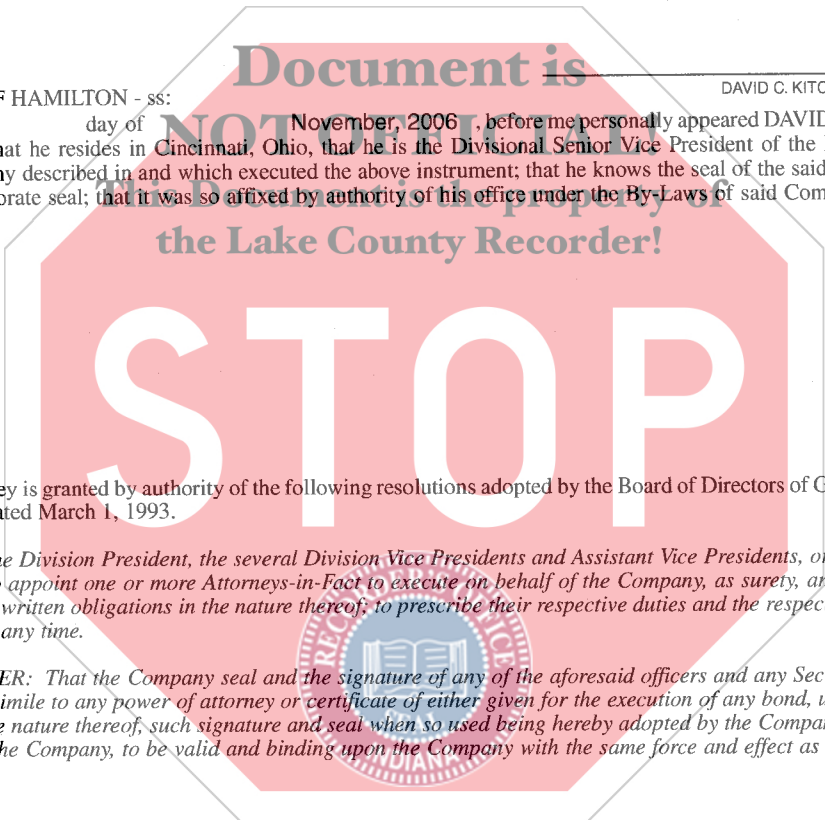 Document is
DAVID C. KITC
F HAMILTON - ss:
day of November, 2006 , before me personally appeared DAVID
NOT OFFICIAL!
hat he resides in Cincinnati, Ohio, that he is the Divisional Senior Vice President of the
ny described in and which executed the above instrument; that he knows the seal of the said
This Document is the property of
orate seal; that it was so affixed by authority of his office under the By-Laws of said Com
the Lake County Recorder!
STOP
ey is granted by authority of the following resolutions adopted by the Board of Directors of G
ated March 1, 1993.
e Division President, the several Division Vice Presidents and Assistant Vice Presidents, or
o appoint one or more Attorneys-in-Fact to execute on behalf of the Company, as surety, an
written obligations in the nature thereof; to prescribe their respective duties and the respec
any time.
RECORDER'S OFFICE
ER: That the Company seal and the signature of any of the aforesaid officers and any Sec
imile to any power of attorney or certificate of either given for the execution of any bond, u
e nature thereof, such signature and seal when so used being hereby adopted by the Compa
he Company, to be valid and binding upon the Company with the same force and effect as
INDIANA